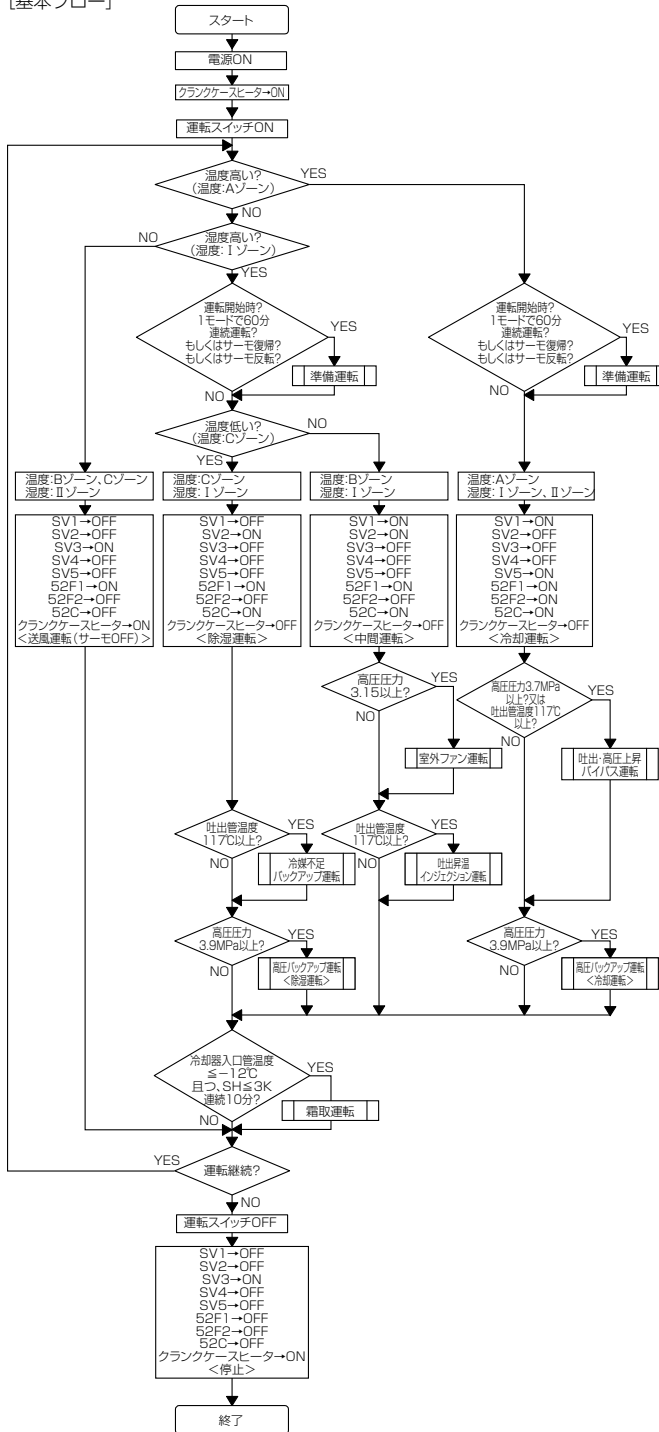 [基本フロー]
スタート
電源ON
クランクケースヒータ→ON
運転スイッチON
温度高い?
(温度:Aゾーン)
YES
NO
湿度高い?
(湿度:Ⅰゾーン)
NO
YES
運転開始時?
1モードで60分
連続運転?
もしくはサーモ復帰?
もしくはサーモ反転?
YES
準備運転
NO
運転開始時?
1モードで60分
連続運転?
もしくはサーモ復帰?
もしくはサーモ反転?
YES
準備運転
NO
温度低い?
(温度:Cゾーン)
NO
YES
温度:Bゾーン、Cゾーン
湿度:Ⅱゾーン
SV1→OFF
SV2→OFF
SV3→ON
SV4→OFF
SV5→OFF
52F1→ON
52F2→OFF
52C→OFF
クランクケースヒータ→ON
<送風運転(サーモOFF)>
温度:Cゾーン
湿度:Ⅰゾーン
SV1→OFF
SV2→ON
SV3→OFF
SV4→OFF
SV5→OFF
52F1→ON
52F2→OFF
52C→ON
クランクケースヒータ→OFF
<除湿運転>
温度:Bゾーン
湿度:Ⅰゾーン
SV1→ON
SV2→ON
SV3→OFF
SV4→OFF
SV5→OFF
52F1→ON
52F2→OFF
52C→ON
クランクケースヒータ→OFF
<中間運転>
温度:Aゾーン
湿度:Ⅰゾーン、Ⅱゾーン
SV1→ON
SV2→OFF
SV3→OFF
SV4→OFF
SV5→ON
52F1→ON
52F2→ON
52C→ON
クランクケースヒータ→OFF
<冷却運転>
高圧圧力
3.15以上?
YES
NO
室外ファン運転
高圧圧力3.7MPa
以上?又は
吐出管温度117℃
以上?
YES
NO
吐出・高圧上昇
バイパス運転
吐出管温度
117℃以上?
YES
NO
冷媒不足
バックアップ運転
吐出管温度
117℃以上?
YES
NO
吐出昇温
インジェクション運転
高圧圧力
3.9MPa以上?
YES
NO
高圧バックアップ運転
<除湿運転>
高圧圧力
3.9MPa以上?
YES
NO
高圧バックアップ運転
<冷却運転>
冷却器入口管温度
≦−12℃
且つ、SH≦3K
連続10分?
YES
霜取運転
NO
運転継続?
YES
NO
運転スイッチOFF
SV1→OFF
SV2→OFF
SV3→ON
SV4→OFF
SV5→OFF
52F1→OFF
52F2→OFF
52C→OFF
クランクケースヒータ→ON
<停止>
終了